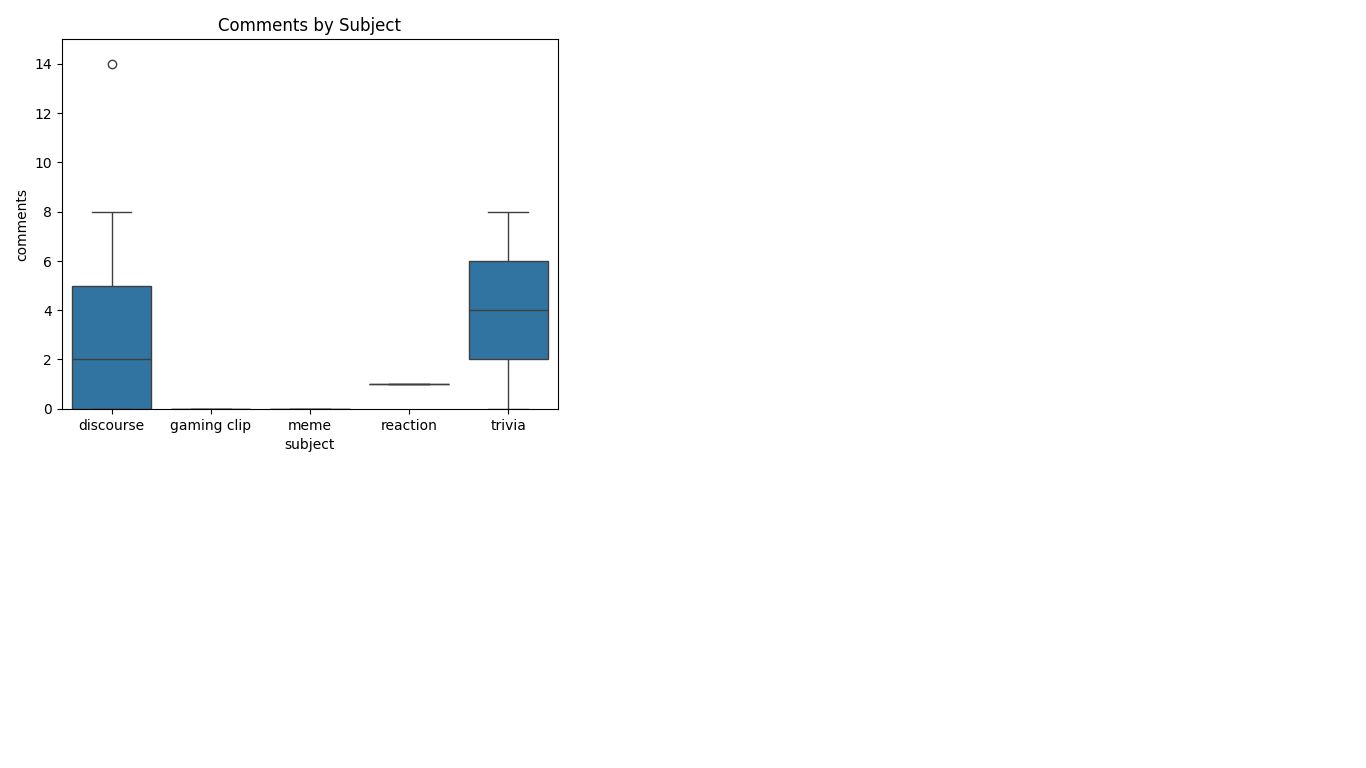 Comments by Subject
comments
14
12
10
8
6
4
2
0
discourse gaming clip meme reaction trivia
subject